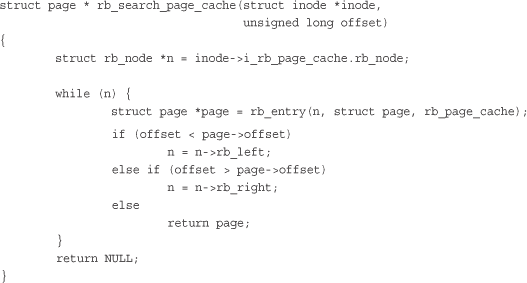 struct page * rb_search_page_cache(struct inode *inode,
                                   unsigned long offset)
{
        struct rb_node *n = inode->i_rb_page_cache.rb_node;

        while (n) {
                struct page *page = rb_entry(n, struct page, rb_page_cache);
                if (offset < page->offset)
                        n = n->rb_left;
                else if (offset > page->offset)
                        n = n->rb_right;
                else
                        return page;
        }
        return NULL;
}